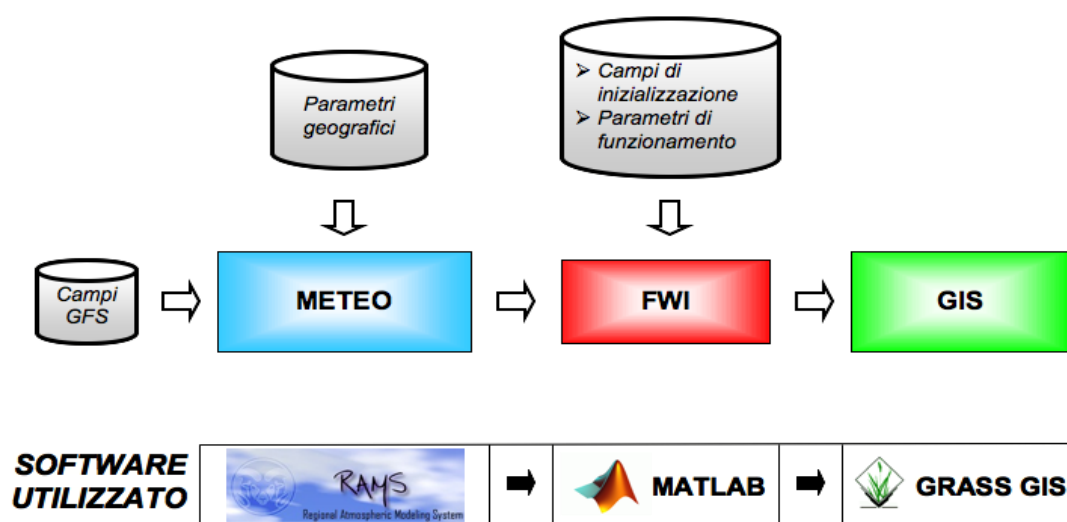 Parametri
geografici
➢ Campi di
inizializzazione
➢ Parametri di
funzionamento
Campi
GFS
METEO
FWI
GIS
SOFTWARE
UTILIZZATO
RAMS
Regional Atmospheric Modeling System
MATLAB
GRASS GIS